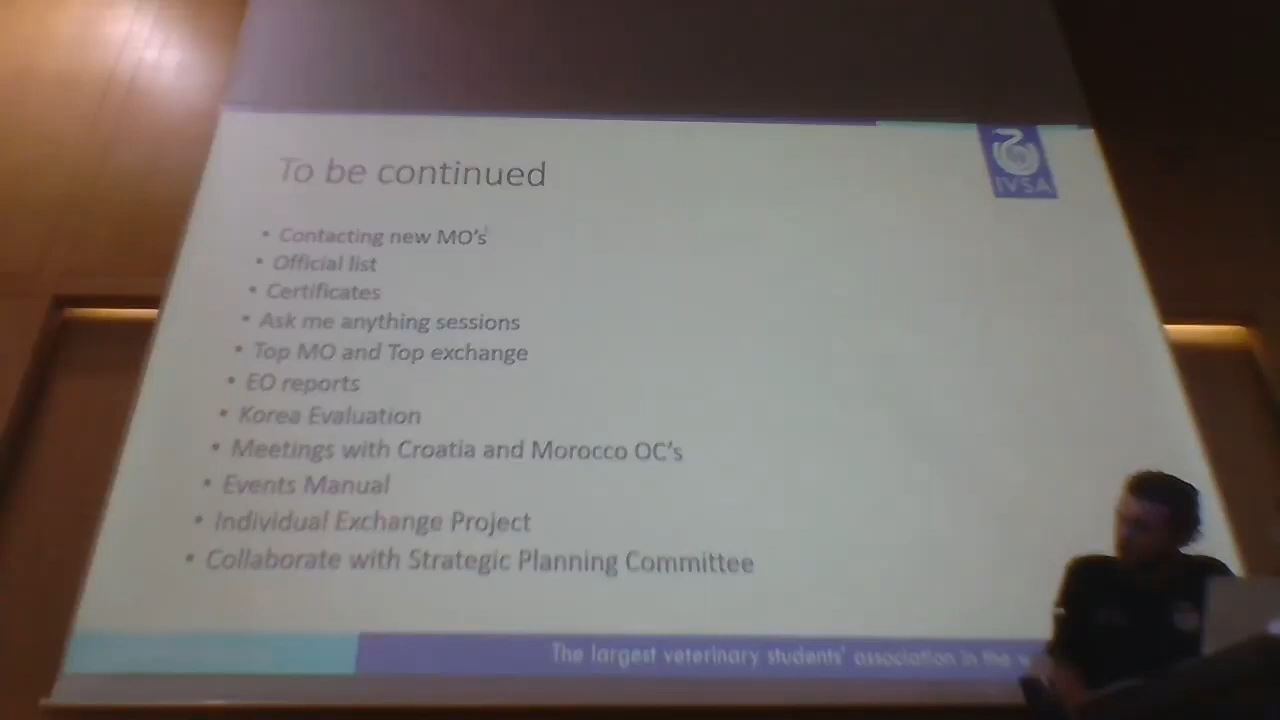 To be continued
IVSA
• Contacting new MO's
• Official list
• Certificates
• Ask me anything sessions
• Top MO and Top exchange
• EO reports
• Korea Evaluation
• Meetings with Croatia and Morocco OC's
• Events Manual
• Individual Exchange Project
• Collaborate with Strategic Planning Committee
The largest veterinary students' association in the